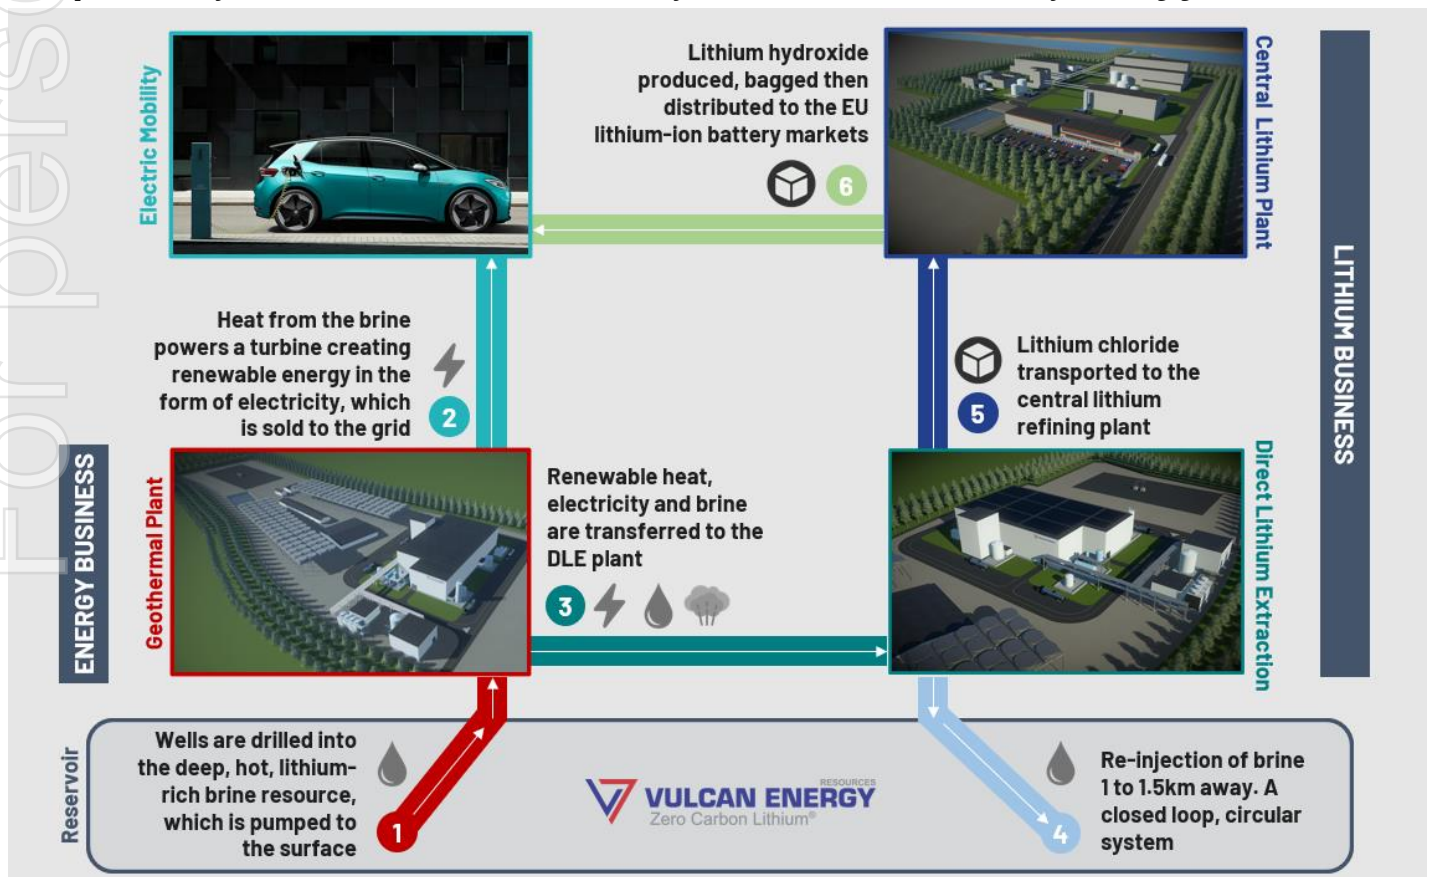 Electric Mobility
Lithium hydroxide
produced, bagged then
distributed to the EU
lithium-ion battery markets
6
Central Lithium Plant
LITHIUM BUSINESS
Heat from the brine
powers a turbine creating
renewable energy in the
form of electricity, which
is sold to the grid
2
Lithium chloride
transported to the
central lithium
refining plant
5
ENERGY BUSINESS
Geothermal Plant
Renewable heat,
electricity and brine
are transferred to the
DLE plant
3
Direct Lithium Extraction
Reservoir
Wells are drilled into
the deep, hot, lithium-
rich brine resource,
which is pumped to
the surface
1
RESOURCES
VULCAN ENERGY
Zero Carbon Lithium®
4
Re-injection of brine
1 to 1.5km away. A
closed loop, circular
system
For pers